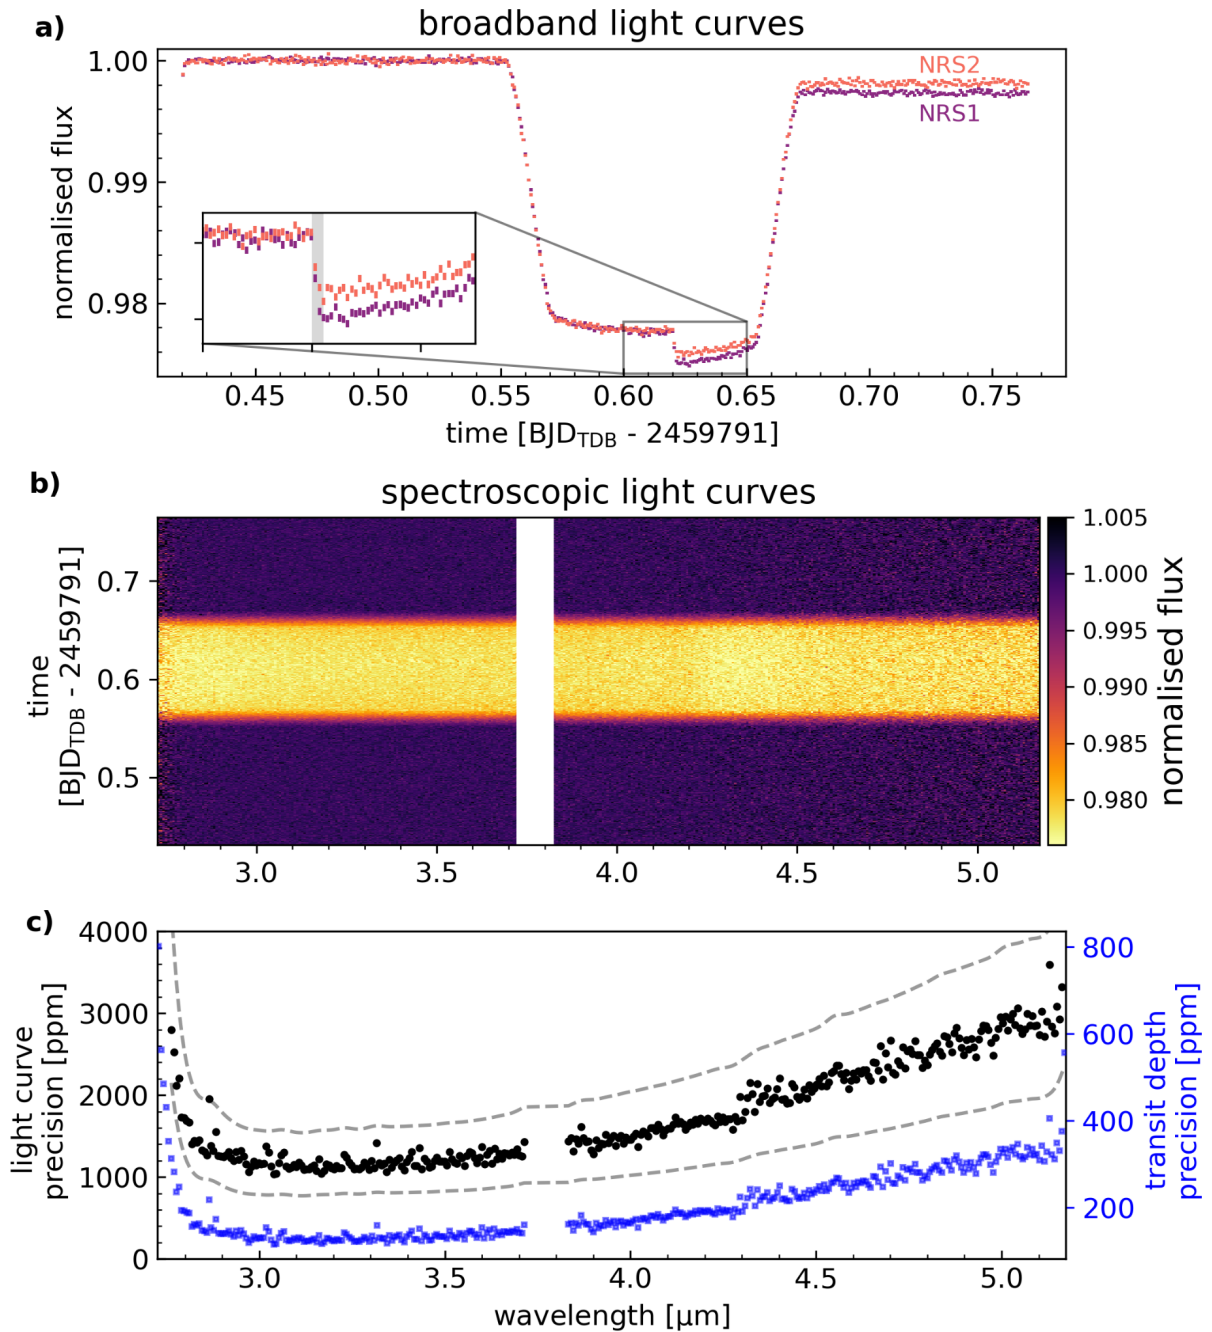 a)
broadband light curves
1.00
0.99
0.98
normalised flux
NRS2
NRS1
0.45 0.50 0.55 0.60 0.65 0.70 0.75
time [BJD_TDB - 2459791]
b)
spectroscopic light curves
0.7
0.6
0.5
time
[BJD_TDB - 2459791]
1.005
1.000
0.995
0.990
0.985
0.980
normalised flux
3.0 3.5 4.0 4.5 5.0
c)
4000
3000
2000
1000
0
light curve
precision [ppm]
800
600
400
200
transit depth
precision [ppm]
3.0 3.5 4.0 4.5 5.0
wavelength [μm]